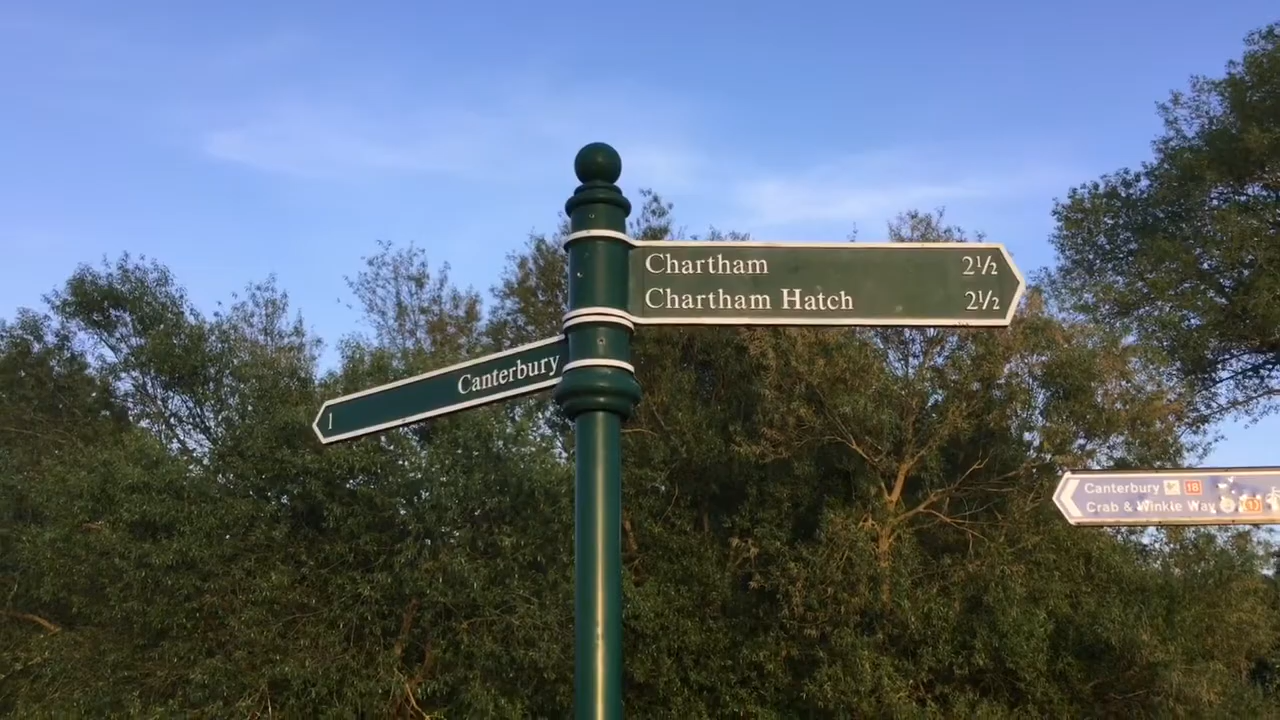 Chartham 2½
Chartham Hatch 2½
Canterbury
1
Canterbury 18
Crab & Winkle Way 1